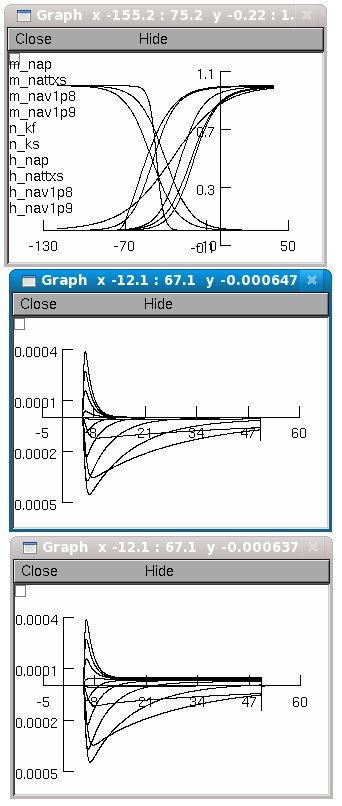 Graph x -155.2 : 75.2 y -0.22 : 1.
Close Hide
m_nap
m_nattxs
m_nav1p8
m_nav1p9
n_kf
n_ks
h_nap
h_nattxs
h_nav1p8
h_nav1p9
1.1
0.7
0.3
-130 -70 50
Graph x -12.1 : 67.1 y -0.000647
Close Hide
0.0004
0.0001
-5 8 21 34 47 60
0.0002
0.0005
Graph x -12.1 : 67.1 y -0.000637
Close Hide
0.0004
0.0001
-5 8 21 34 47 60
0.0002
0.0005